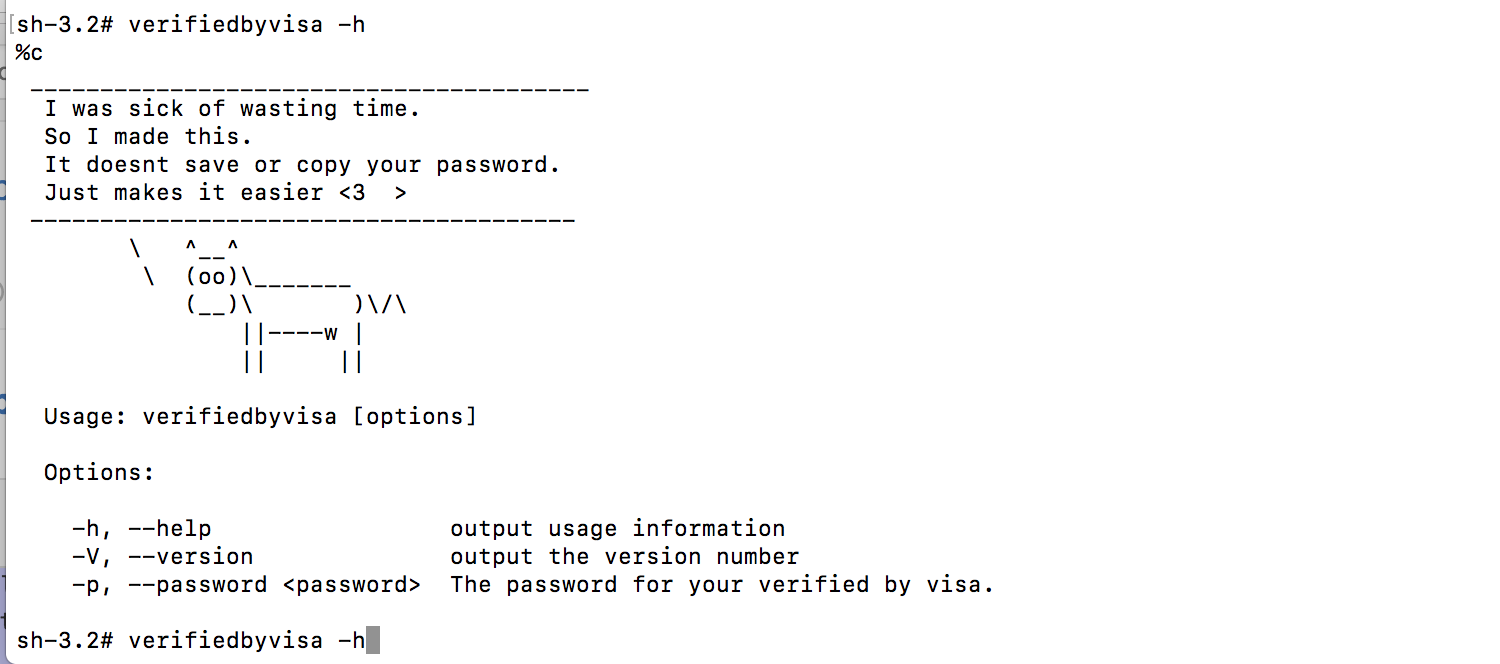 [sh-3.2# verifiedbyvisa -h
%c
 ________________________________________
  I was sick of wasting time.
  So I made this.
  It doesnt save or copy your password.
  Just makes it easier <3  >
 ---------------------------------------
        \   ^__^
         \  (oo)\_______
            (__)\       )\/\
                ||----w |
                ||     ||
  Usage: verifiedbyvisa [options]
  Options:
    -h, --help                 output usage information
    -V, --version              output the version number
    -p, --password <password>  The password for your verified by visa.
sh-3.2# verifiedbyvisa -h